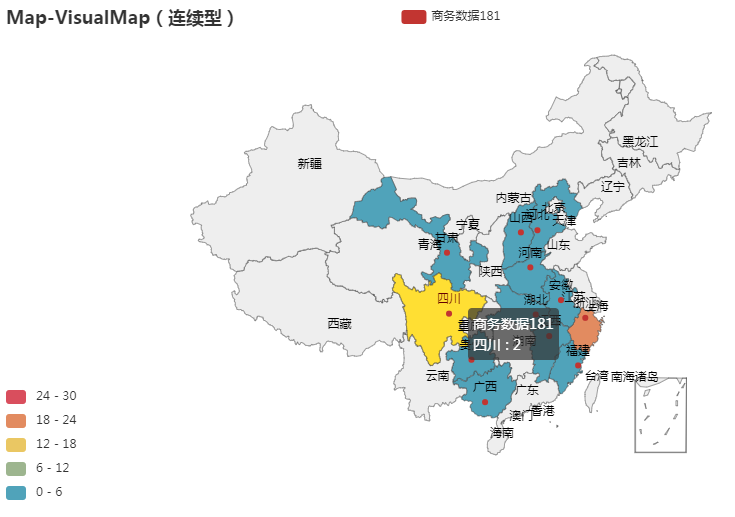 Map-VisualMap（连续型）
商务数据181
黑龙江
吉林
新疆
辽宁
内蒙古
北京
河北
山西
天津
宁夏
甘肃
青海
山东
河南
陕西
安徽
江苏
上海
四川
湖北
西藏
商务数据181
四川 : 2
福建
云南
广西
广东
台湾
南海诸岛
香港
澳门
海南
24 - 30
18 - 24
12 - 18
6 - 12
0 - 6